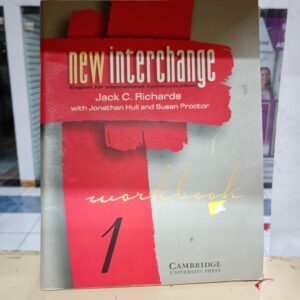 new interchange
English for international communication
Jack C. Richards
with Jonathan Hull and Susan Proctor
workbook
1
CAMBRIDGE
UNIVERSITY PRESS